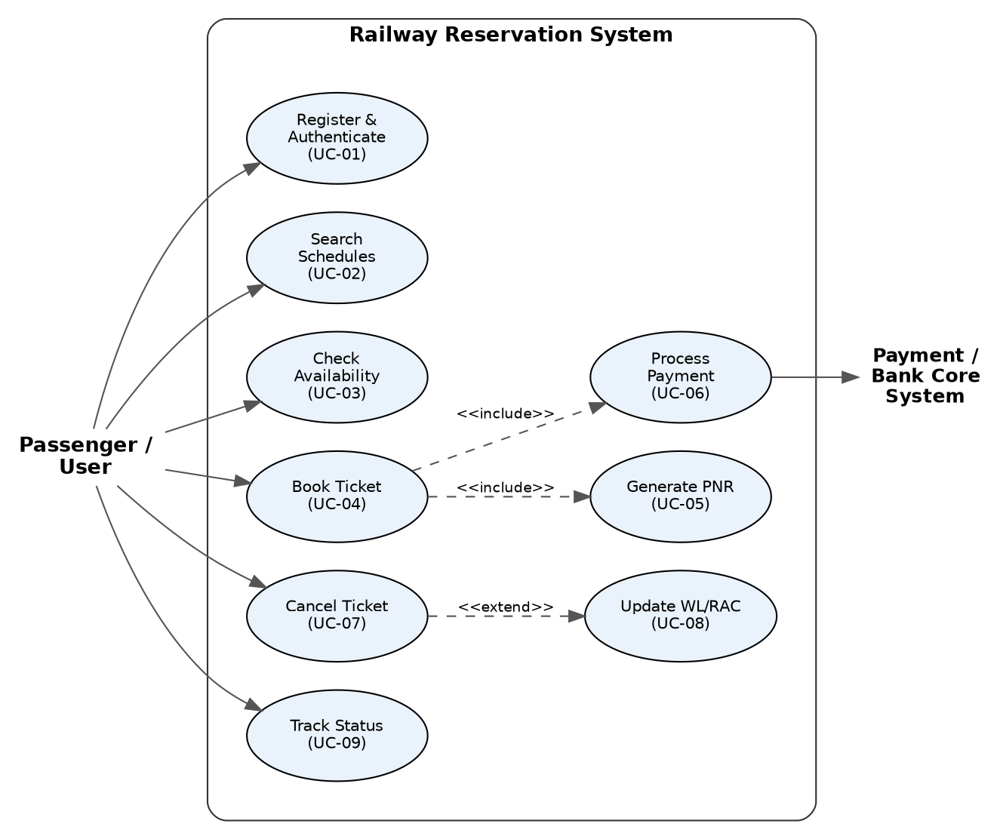 Railway Reservation System
Register &
Authenticate
(UC-01)
Search
Schedules
(UC-02)
Check
Availability
(UC-03)
Process
Payment
(UC-06)
Payment /
Bank Core
System
<<include>>
Passenger /
User
Book Ticket
(UC-04)
<<include>>
Generate PNR
(UC-05)
Cancel Ticket
(UC-07)
<<extend>>
Update WL/RAC
(UC-08)
Track Status
(UC-09)